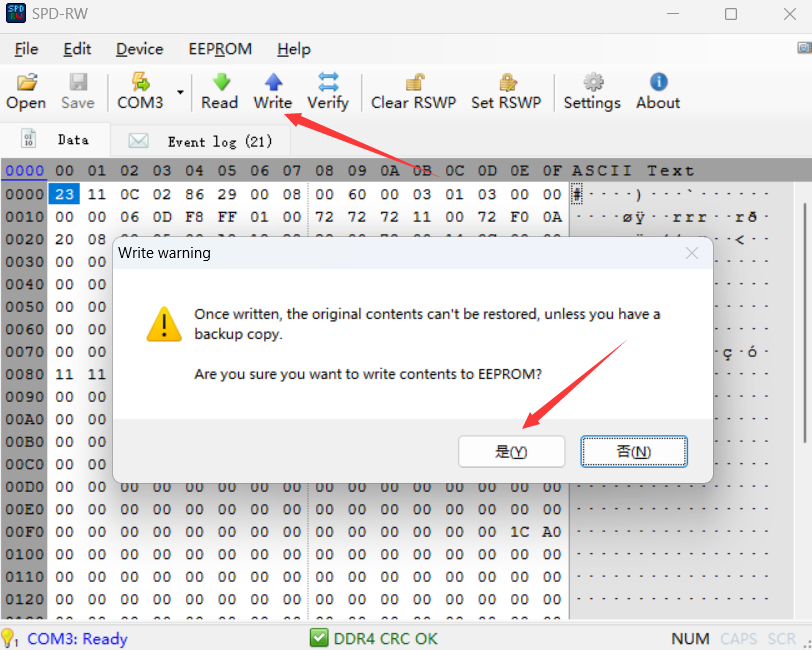 SPD-RW
File Edit Device EEPROM Help
Open Save COM3 Read Write Verify Clear RSWP Set RSWP Settings About
Data Event log (21)
0000 00 01 02 03 04 05 06 07 08 09 0A 0B 0C 0D 0E 0F ASCII Text
0000 23 11 0C 02 86 29 00 08 00 60 00 03 01 03 00 00 #····)···`······
0010 00 00 06 0D F8 FF 01 00 72 72 72 11 00 72 F0 0A ····øÿ··rrr··rð·
0020 20 08 <··
0030 00 00
0040 00 00
0050 00 00
0060 00 00
0070 00 00 ç·ó·
0080 11 11
0090 00 00
00A0 00 00
00B0 00 00
00C0 00 00
Write warning
Once written, the original contents can't be restored, unless you have a
backup copy.
Are you sure you want to write contents to EEPROM?
是(Y) 否(N)
00D0 00 00 00 00 00 00 00 00 00 00 00 00 00 00 00 00 ················
00E0 00 00 00 00 00 00 00 00 00 00 00 00 00 00 00 00 ················
00F0 00 00 00 00 00 00 00 00 00 00 00 00 00 00 1C A0 ················
0100 00 00 00 00 00 00 00 00 00 00 00 00 00 00 00 00 ················
0110 00 00 00 00 00 00 00 00 00 00 00 00 00 00 00 00 ················
0120 00 00 00 00 00 00 00 00 00 00 00 00 00 00 00 00 ················
1 COM3: Ready DDR4 CRC OK NUM CAPS SCR